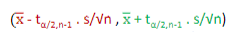 (x̅ - tα/2,n-1 . s/√n , x̅ + tα/2,n-1 . s/√n)